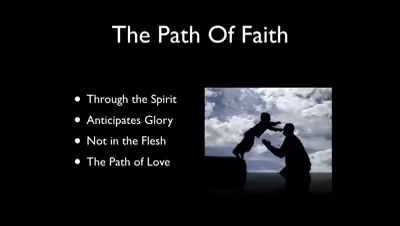 The Path Of Faith
• Through the Spirit
• Anticipates Glory
• Not in the Flesh
• The Path of Love